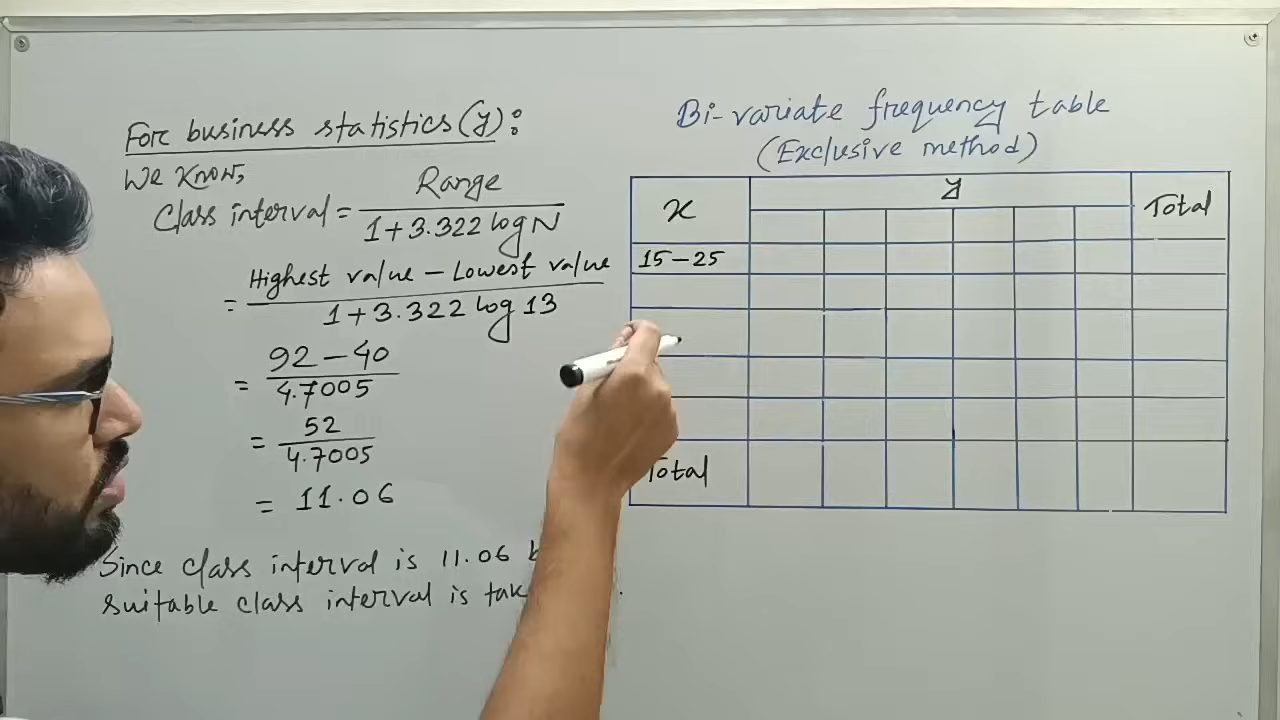 For business statistics (y):
We know,
Class interval = Range / 1+3.322 log N
= Highest value - Lowest value / 1+3.322 log 13
= 92-40 / 4.7005
= 52 / 4.7005
= 11.06
Since class interval is 11.06
suitable class interval is
Bi-variate frequency table
(Exclusive method)
x y Total
15-25
Total